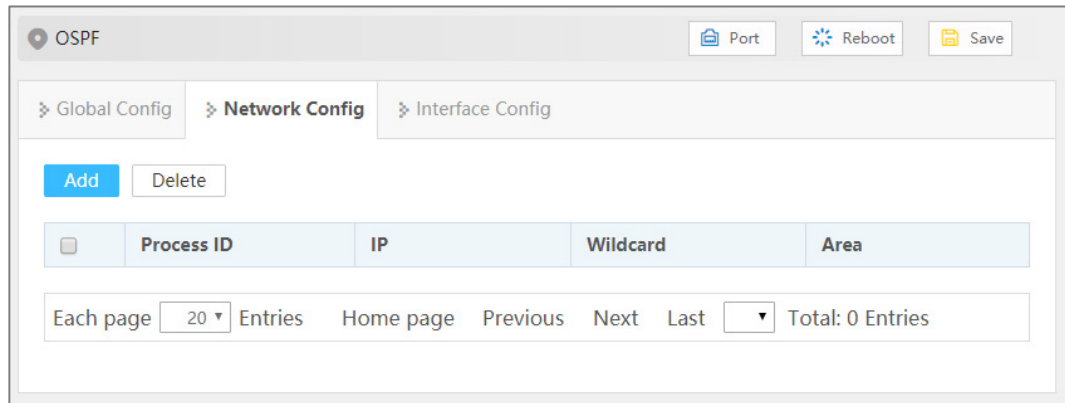 OSPF Port Reboot Save
Global Config Network Config Interface Config
Add Delete
Process ID IP Wildcard Area
Each page 20 Entries Home page Previous Next Last Total: 0 Entries